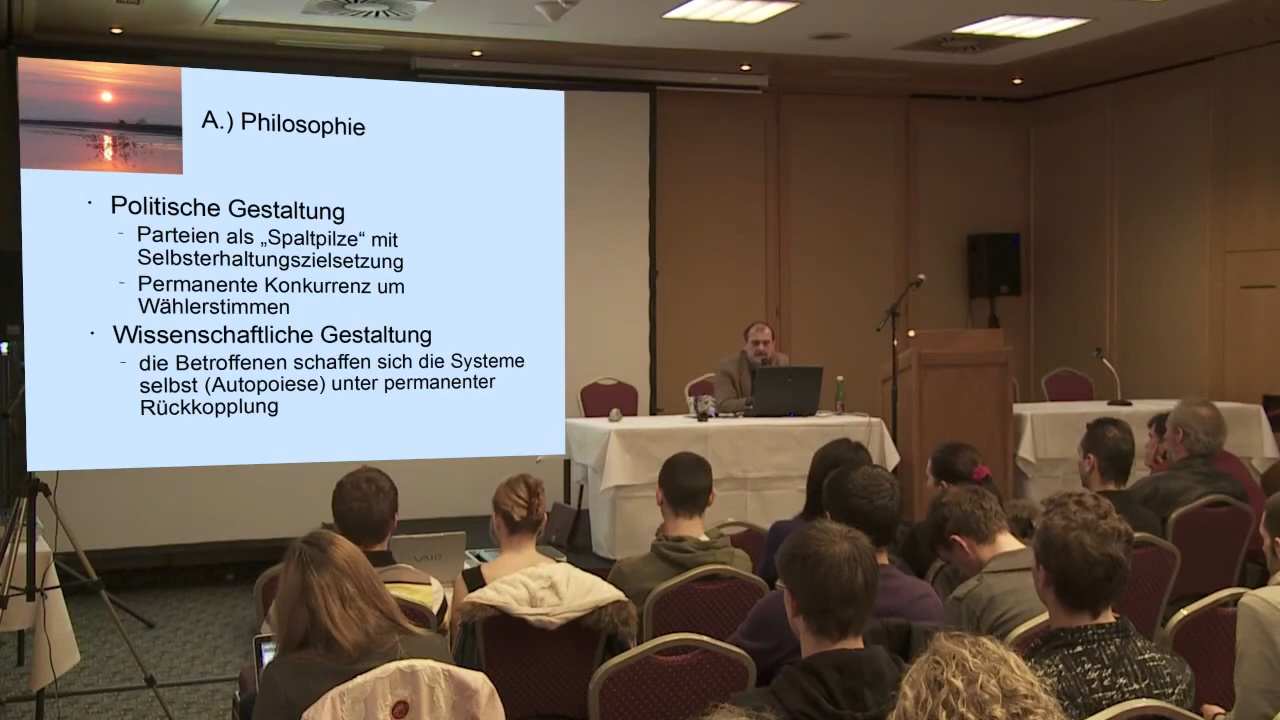 A.) Philosophie
· Politische Gestaltung
- Parteien als „Spaltpilze“ mit
Selbsterhaltungszielsetzung
- Permanente Konkurrenz um
Wählerstimmen
· Wissenschaftliche Gestaltung
- die Betroffenen schaffen sich die Systeme
selbst (Autopoiese) unter permanenter
Rückkopplung
VAIO